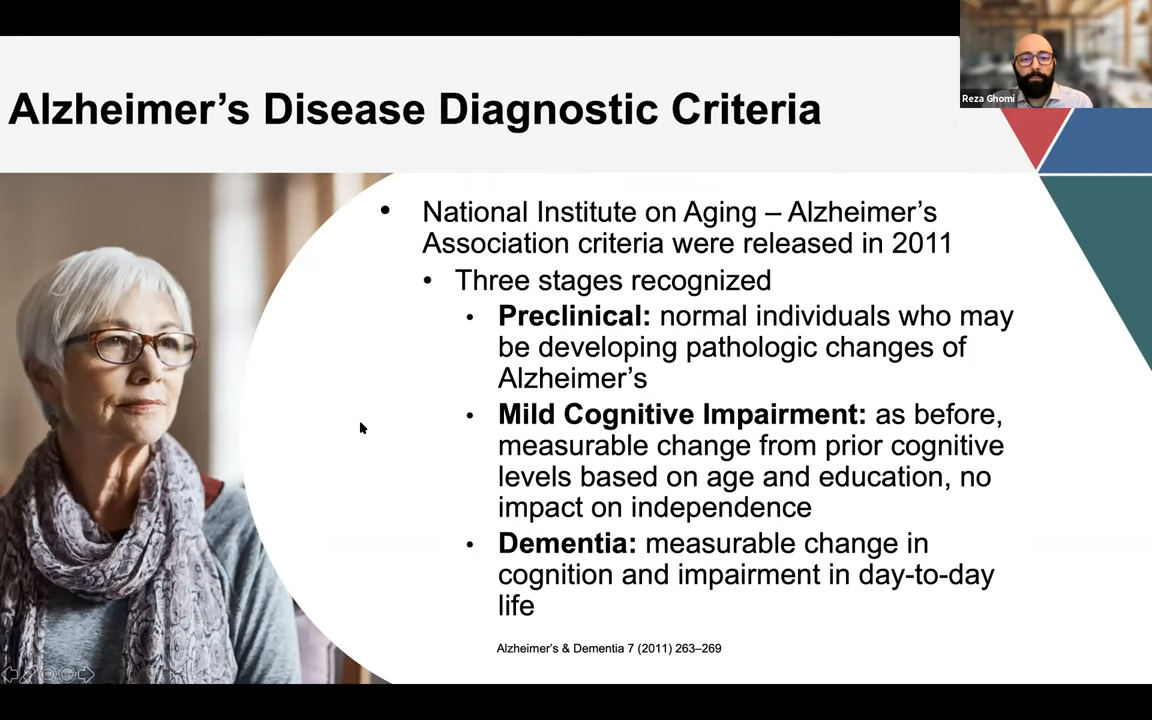 Reza Ghomi
Alzheimer’s Disease Diagnostic Criteria
• National Institute on Aging – Alzheimer’s
Association criteria were released in 2011
• Three stages recognized
• Preclinical: normal individuals who may
be developing pathologic changes of
Alzheimer’s
• Mild Cognitive Impairment: as before,
measurable change from prior cognitive
levels based on age and education, no
impact on independence
• Dementia: measurable change in
cognition and impairment in day-to-day
life
Alzheimer’s & Dementia 7 (2011) 263–269